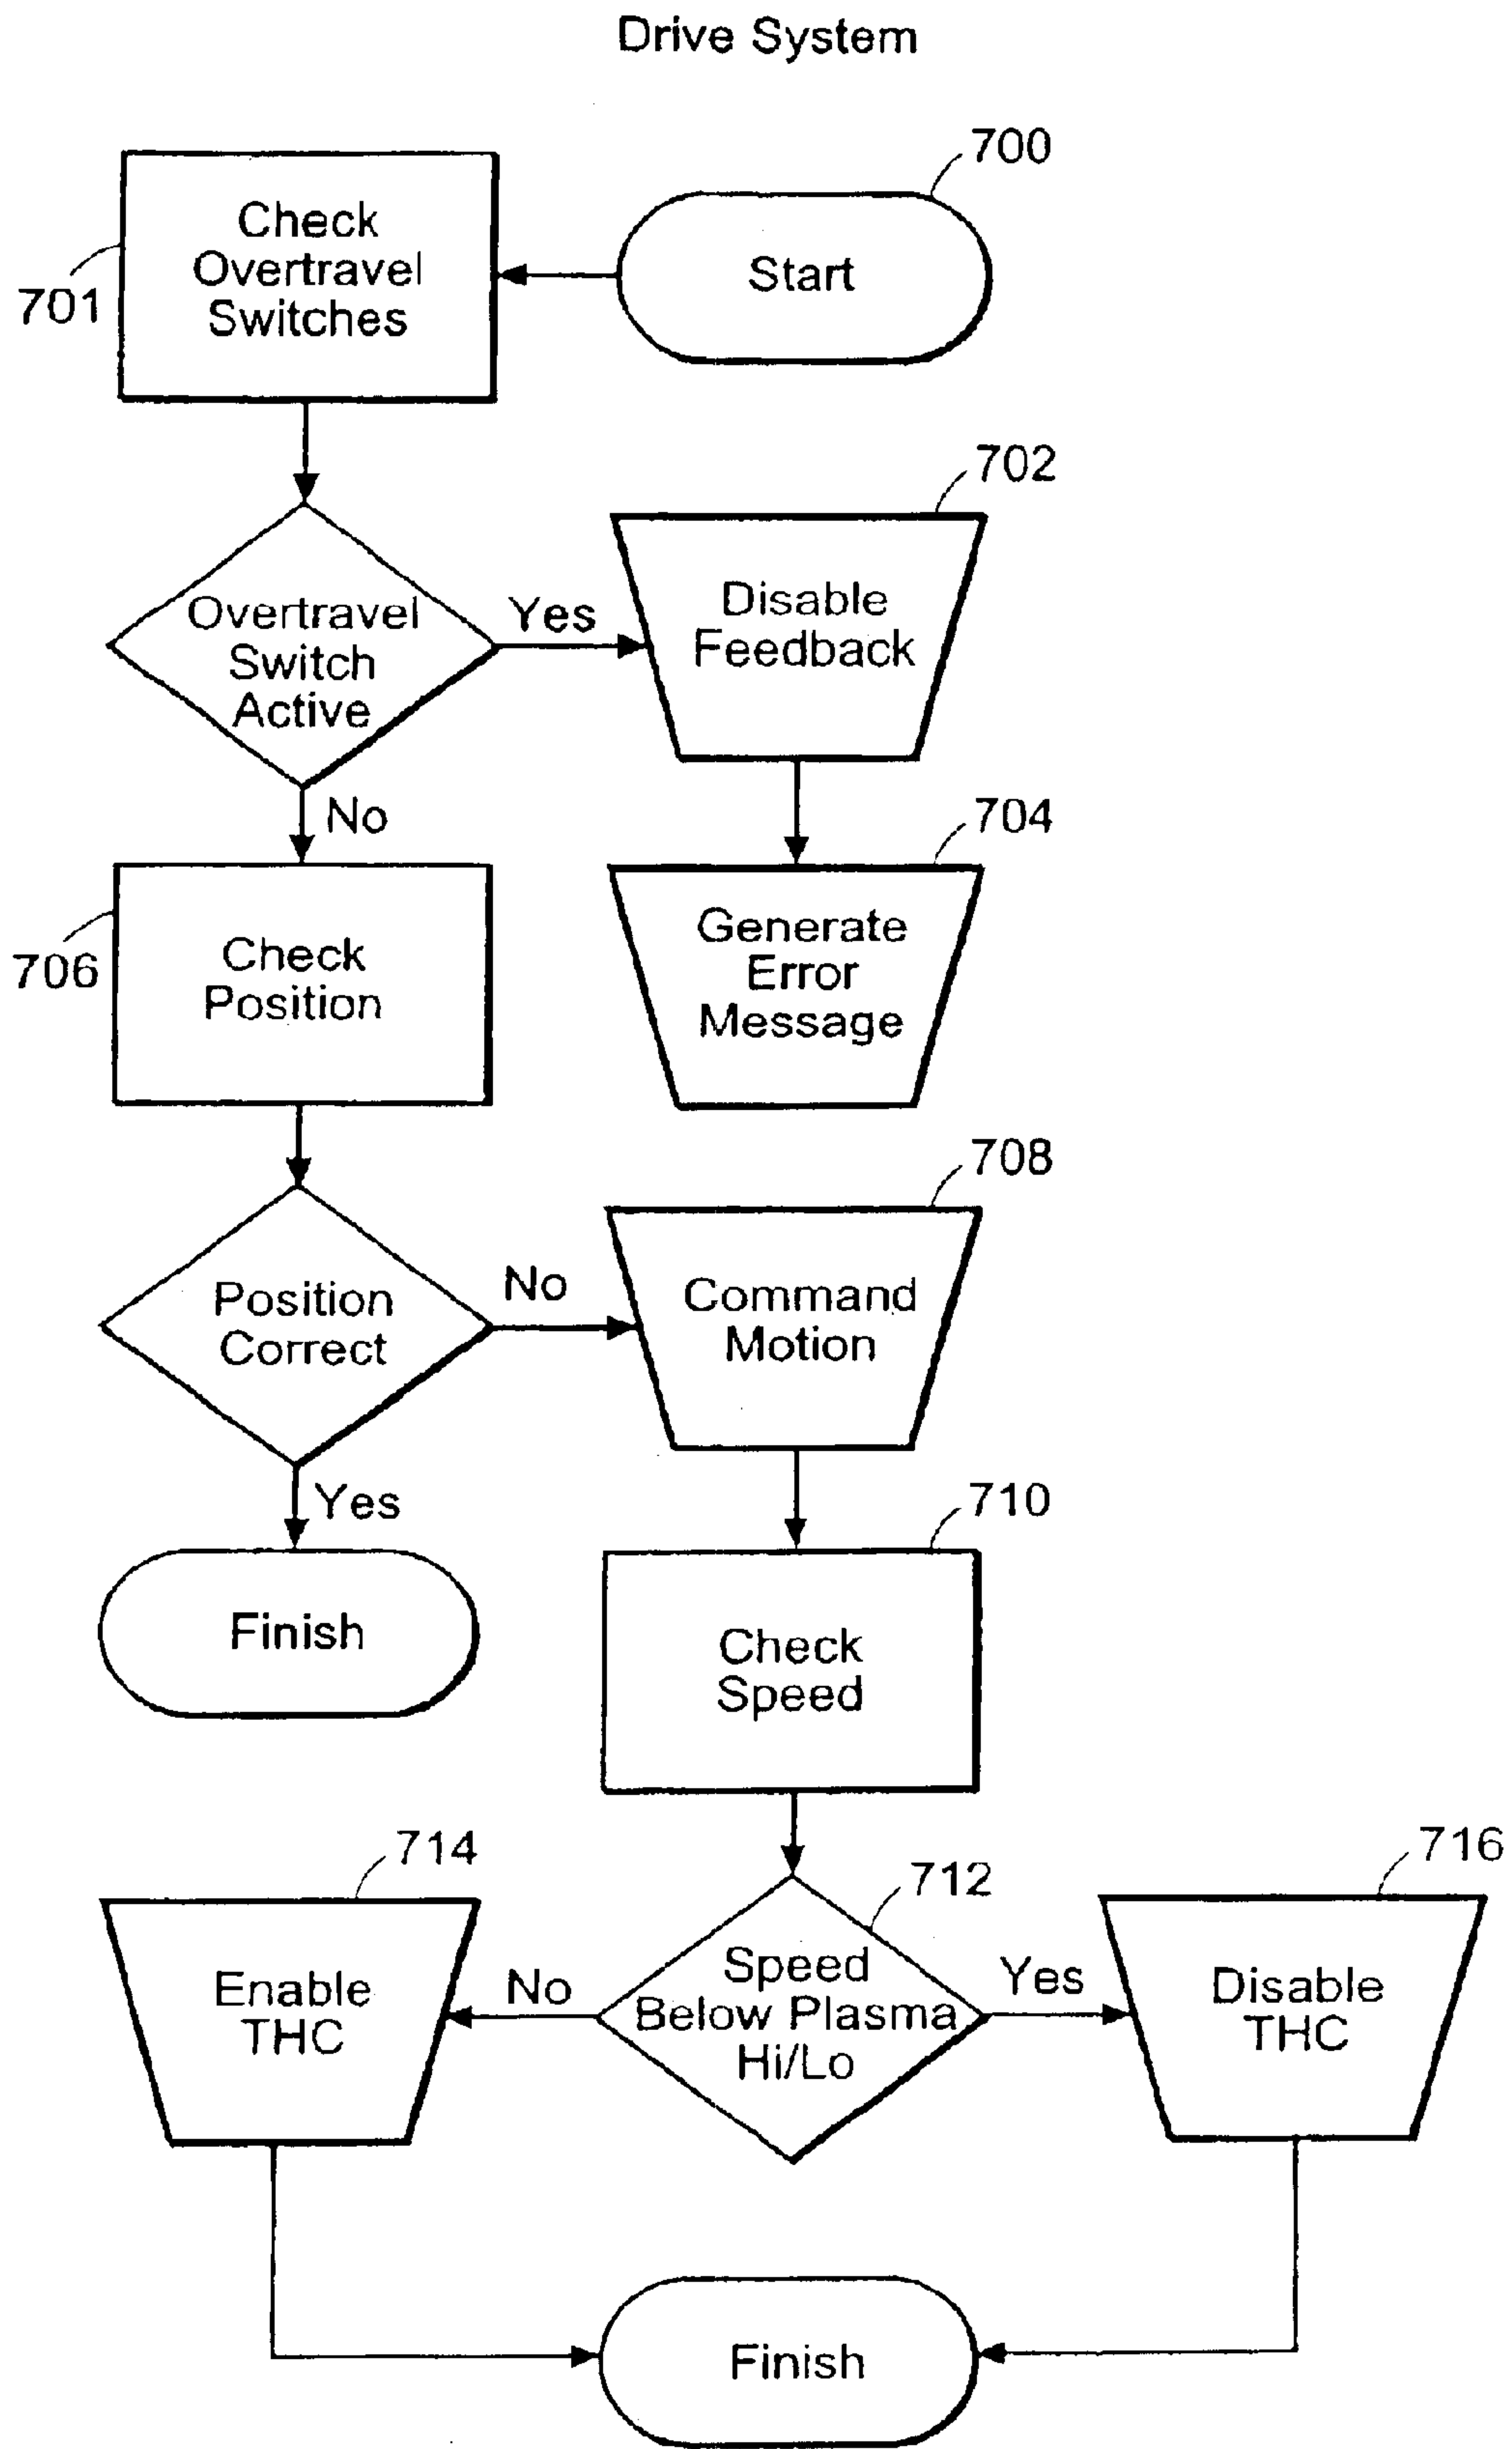 Drive System
700
Start
Check
Overtravel
Switches
701
702
Overtravel
Switch
Active
Yes
Disable
Feedback
No
704
Generate
Error
Message
706
Check
Position
708
Position
Correct
No
Command
Motion
Yes
710
Finish
Check
Speed
714
712
716
Enable
THC
No
Speed
Below Plasma
Hi/Lo
Yes
Disable
THC
Finish